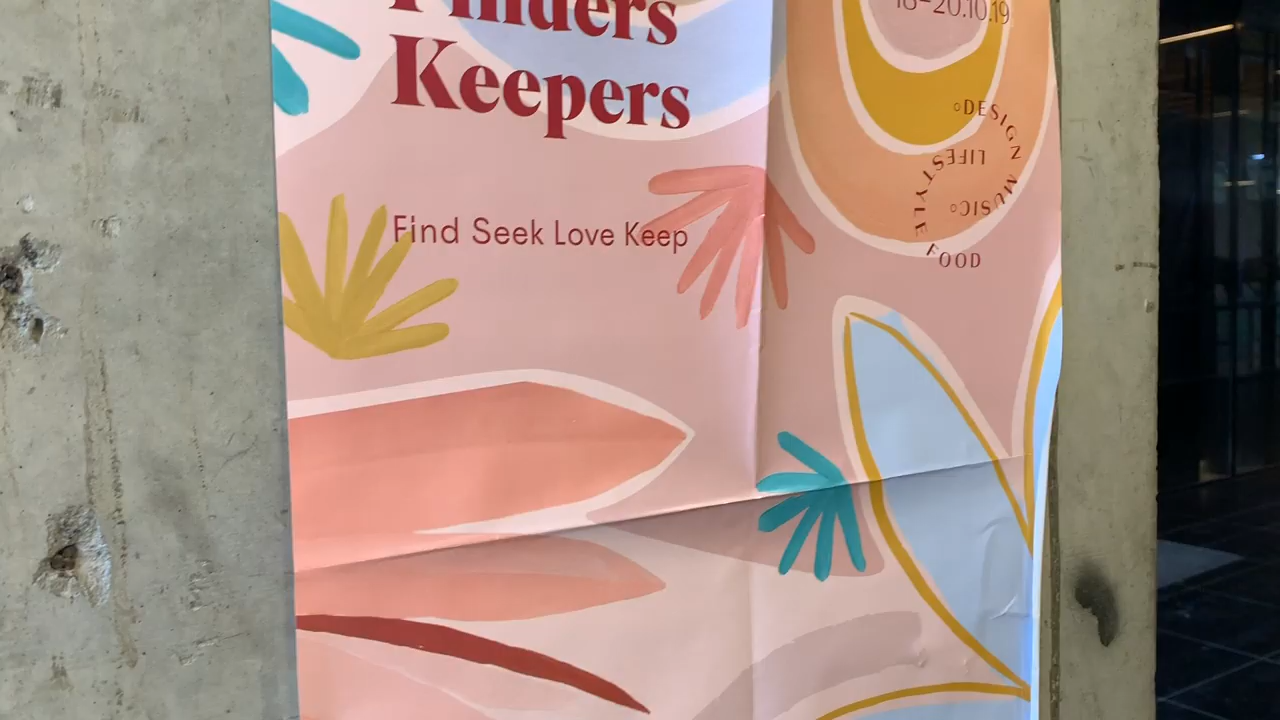 Finders
Keepers
18–20.10.19
°DESIGN MUSIC°
LIFESTYLE FOOD
Find Seek Love Keep